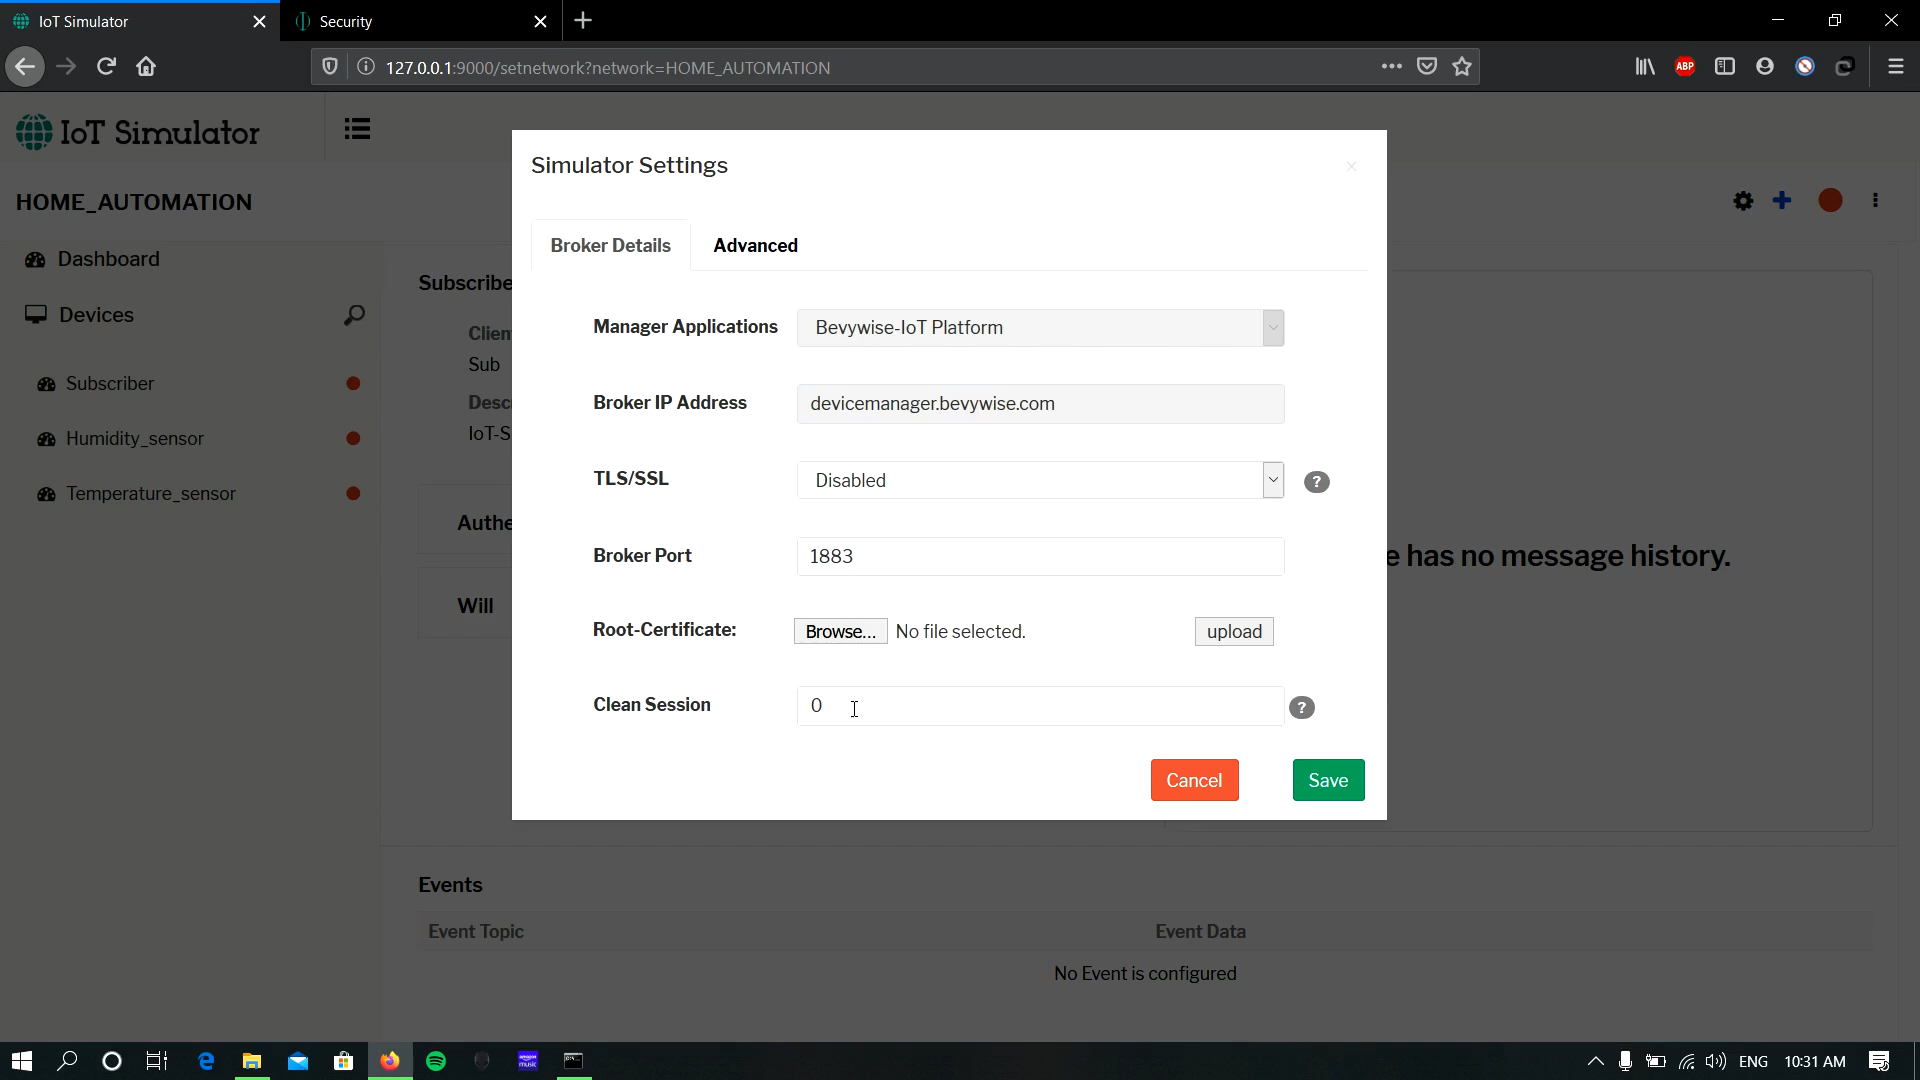 IoT Simulator
Security
127.0.0.1:9000/setnetwork?network=HOME_AUTOMATION
ABP
IoT Simulator
HOME_AUTOMATION
Dashboard
Devices
Subscriber
Humidity_sensor
Temperature_sensor
Subscribe
Clien
Sub
Desc
IoT-S
Authe
Will
Simulator Settings
Broker Details
Advanced
Manager Applications
Bevywise-IoT Platform
Broker IP Address
devicemanager.bevywise.com
TLS/SSL
Disabled
?
Broker Port
1883
Root-Certificate:
Browse... No file selected.
upload
Clean Session
0
?
Cancel
Save
e has no message history.
Events
Event Topic
Event Data
No Event is configured
ENG
10:31 AM